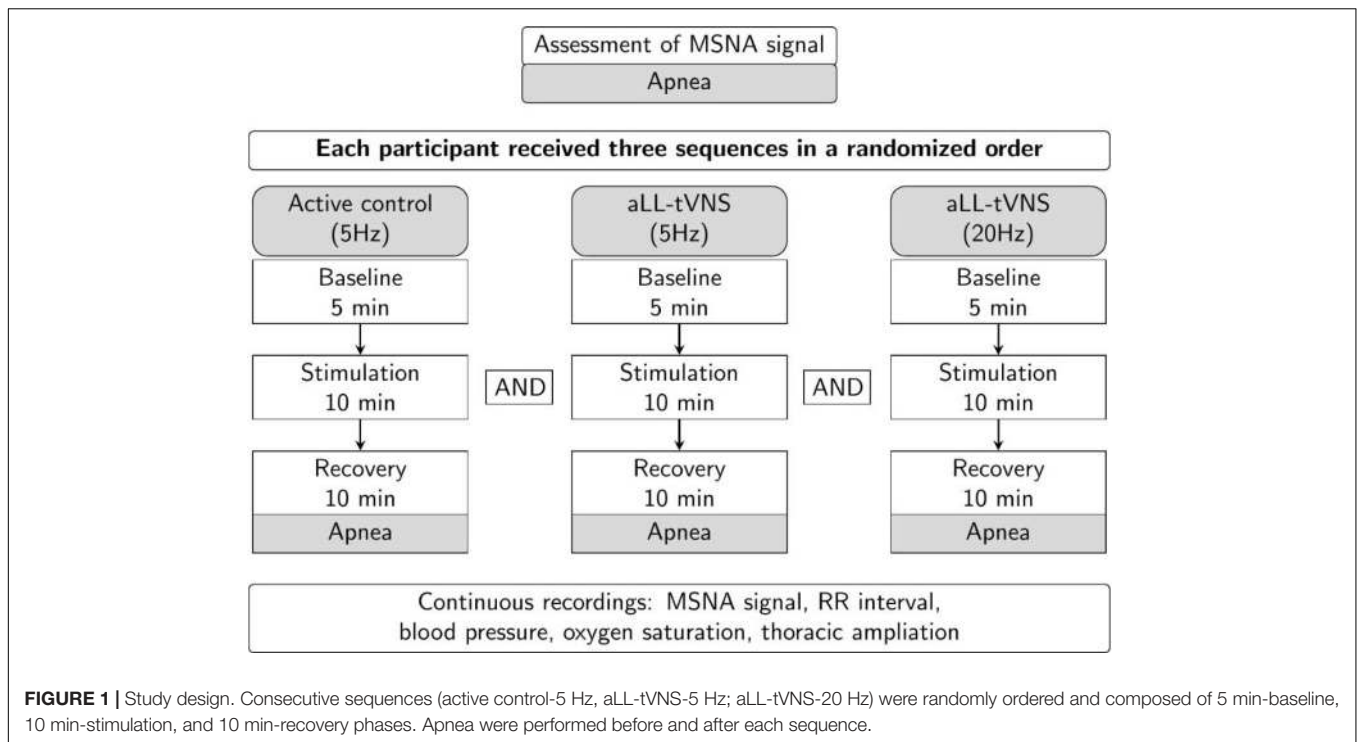 Assessment of MSNA signal
Apnea
Each participant received three sequences in a randomized order
Active control
(5Hz)
Baseline
5 min
Stimulation
10 min
Recovery
10 min
Apnea
AND
aLL-tVNS
(5Hz)
Baseline
5 min
Stimulation
10 min
Recovery
10 min
Apnea
AND
aLL-tVNS
(20Hz)
Baseline
5 min
Stimulation
10 min
Recovery
10 min
Apnea
Continuous recordings: MSNA signal, RR interval,
blood pressure, oxygen saturation, thoracic ampliation
FIGURE 1 | Study design. Consecutive sequences (active control-5 Hz, aLL-tVNS-5 Hz; aLL-tVNS-20 Hz) were randomly ordered and composed of 5 min-baseline,
10 min-stimulation, and 10 min-recovery phases. Apnea were performed before and after each sequence.